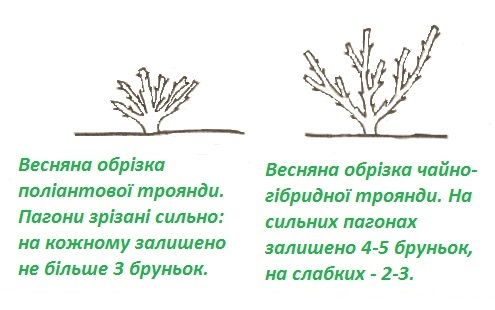 Весняна обрізка
поліантової троянди.
Пагони зрізані сильно:
на кожному залишено
не більше 3 бруньок.
Весняна обрізка чайно-
гібридної троянди. На
сильних пагонах
залишено 4-5 бруньок,
на слабких - 2-3.